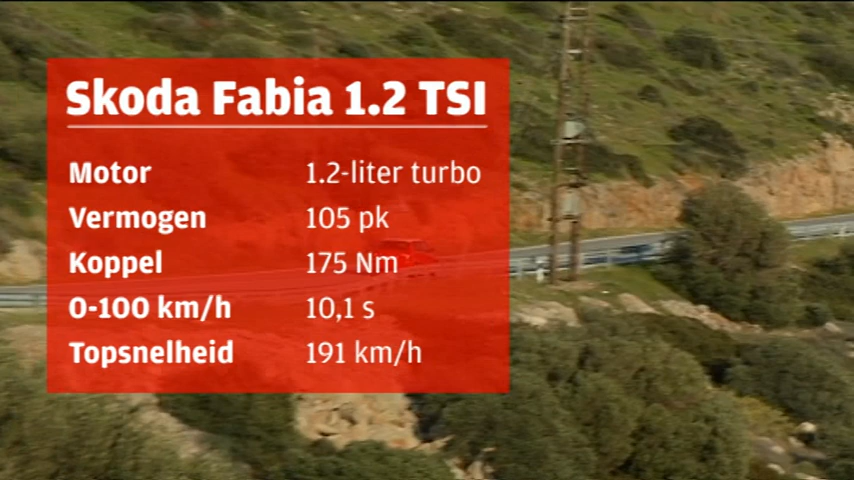 Skoda Fabia 1.2 TSI
Motor 1.2-liter turbo
Vermogen 105 pk
Koppel 175 Nm
0-100 km/h 10,1 s
Topsnelheid 191 km/h